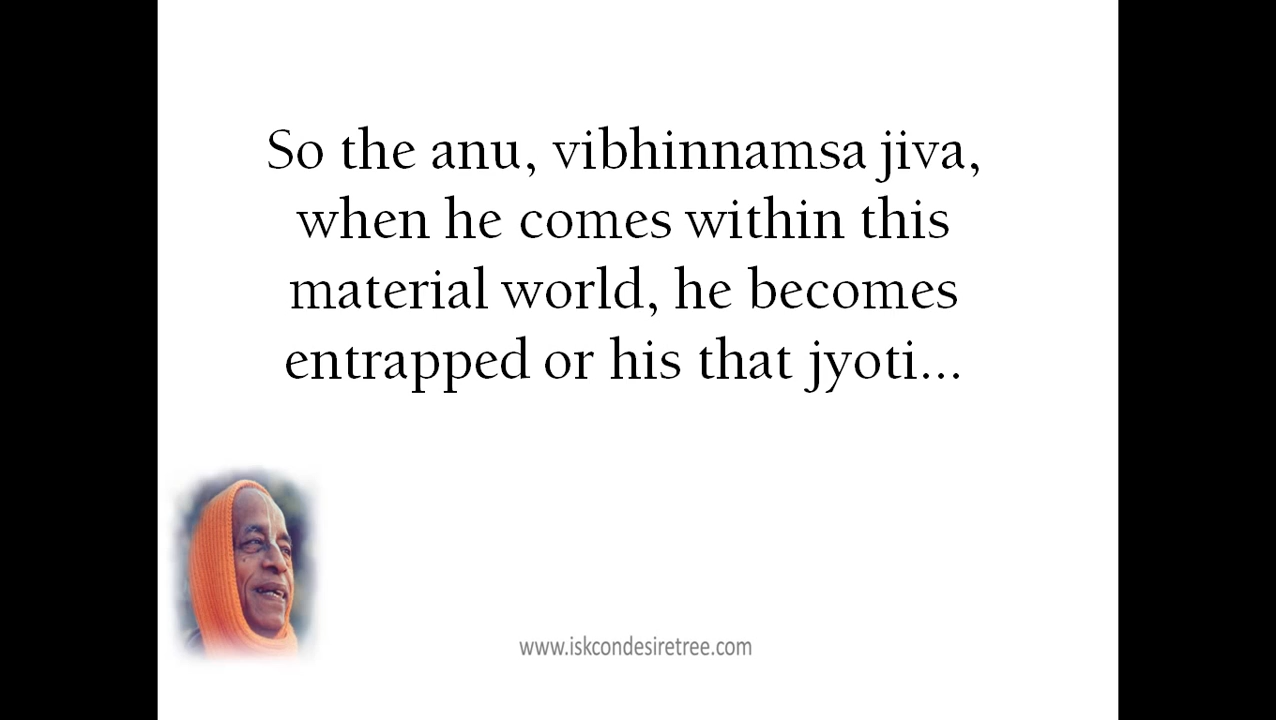 So the anu, vibhinnamsa jiva,
when he comes within this
material world, he becomes
entrapped or his that jyoti...
www.iskcondesiretree.com